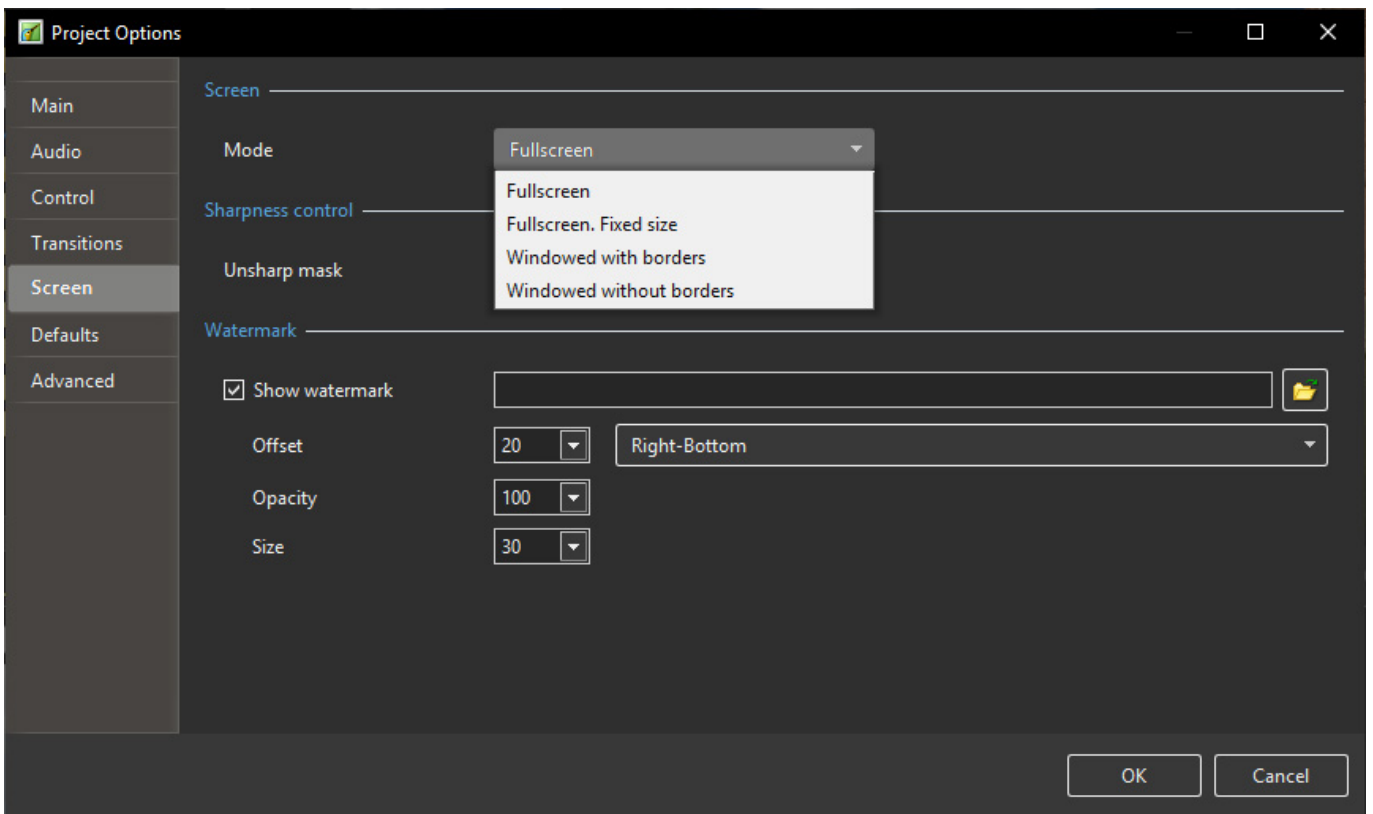 Project Options
Main
Audio
Control
Transitions
Screen
Defaults
Advanced
Screen
Mode
Fullscreen
Fullscreen
Fullscreen. Fixed size
Windowed with borders
Windowed without borders
Sharpness control
Unsharp mask
Watermark
Show watermark
Offset
20
Right-Bottom
Opacity
100
Size
30
OK
Cancel